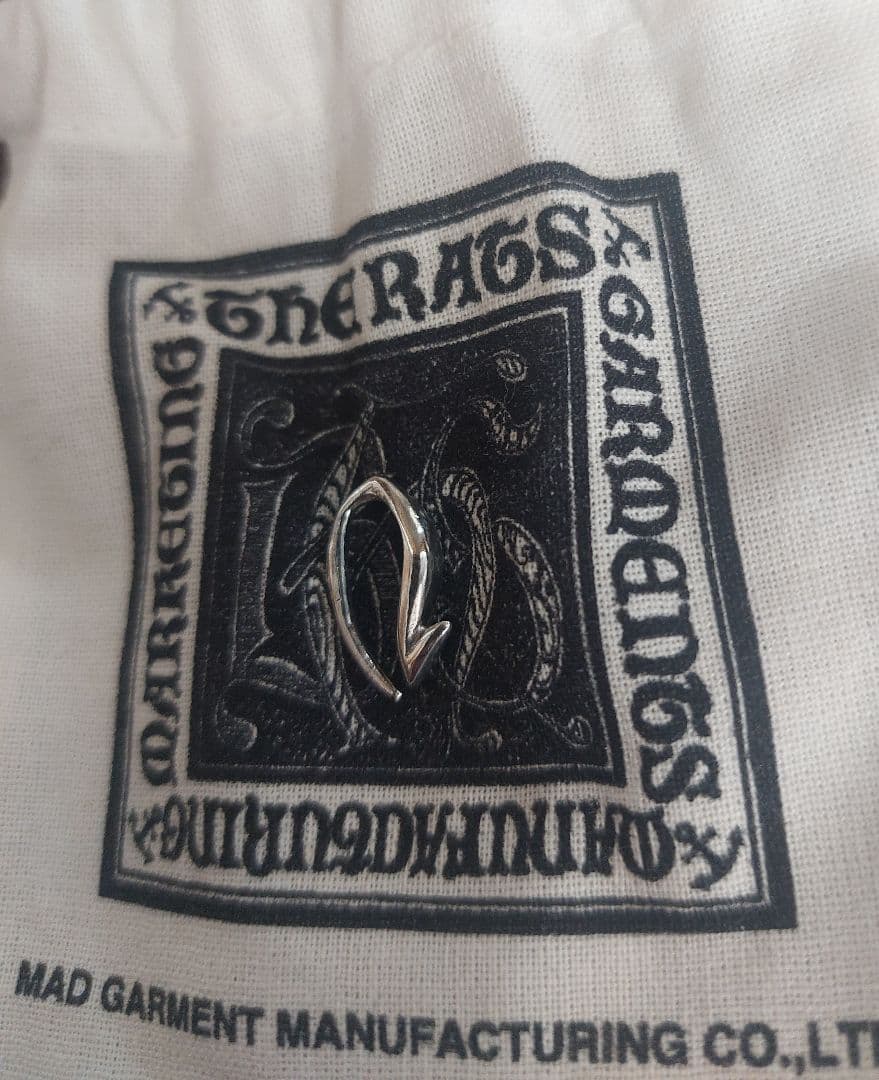 THE RATS
GARMENTS
MANUFACTURING
MARKETING
MAD GARMENT MANUFACTURING CO.,LT